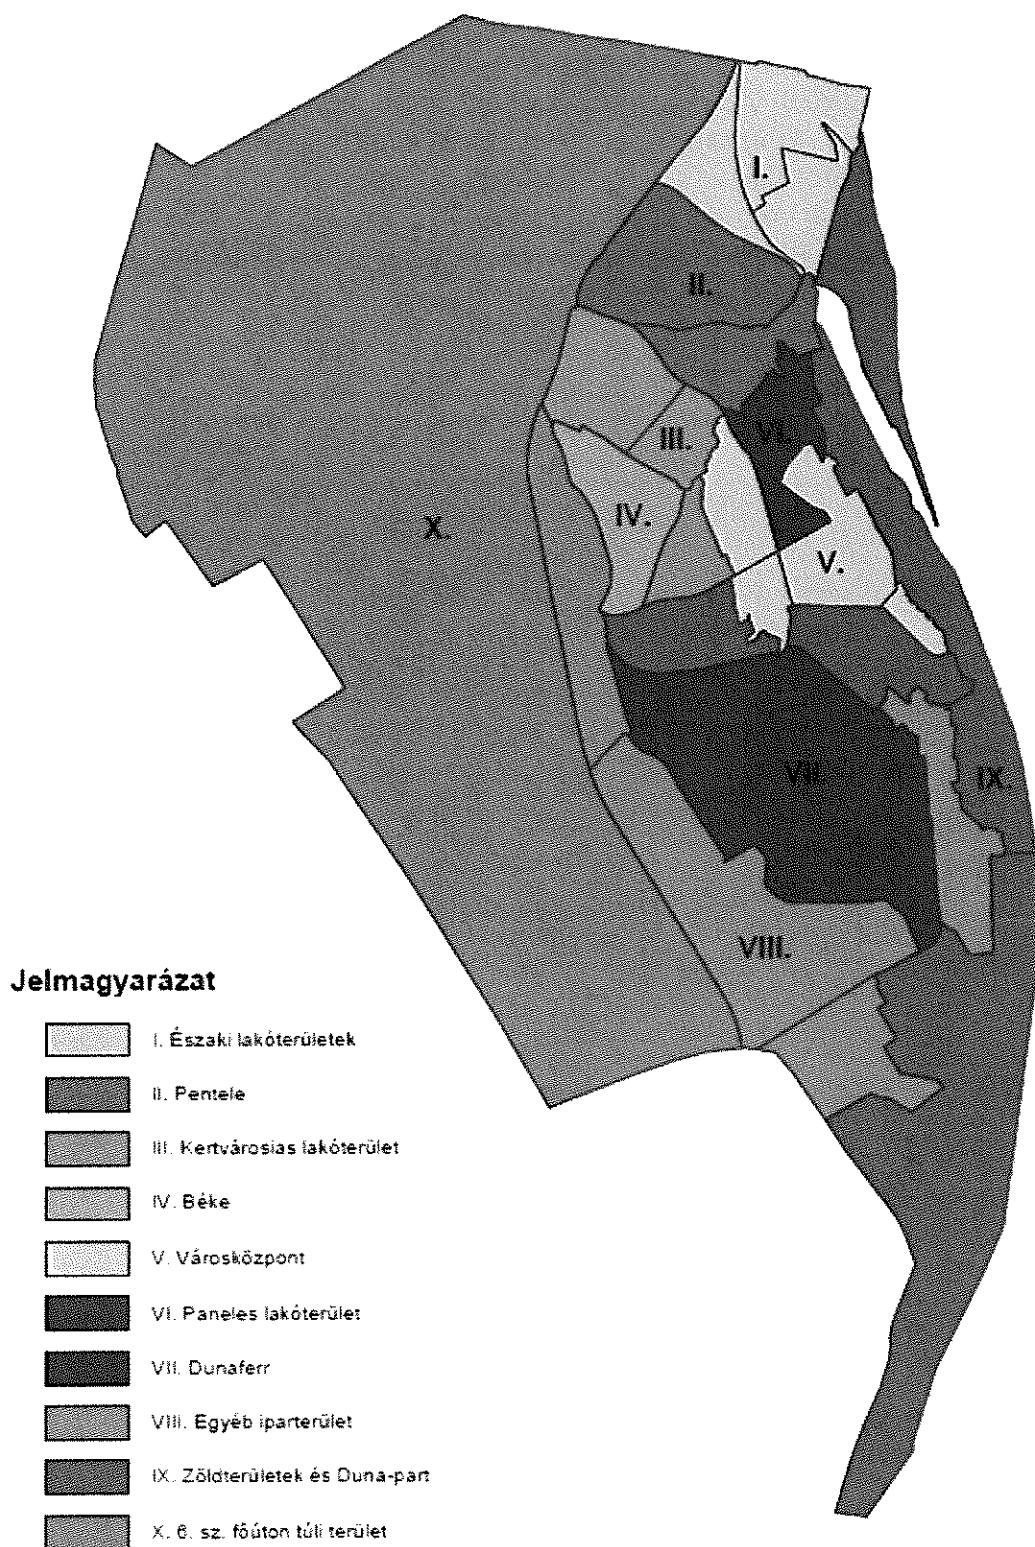 I.
II.
III.
VI.
X.
IV.
V.
VII.
IX.
VIII.
Jelmagyarázat
I. Északi lakóterületek
II. Pentele
III. Kertvárosias lakóterület
IV. Béke
V. Városközpont
VI. Paneles lakóterület
VII. Dunaferr
VIII. Egyéb iparterület
IX. Zöldterületek és Duna-part
X. 6. sz. főúton túli terület